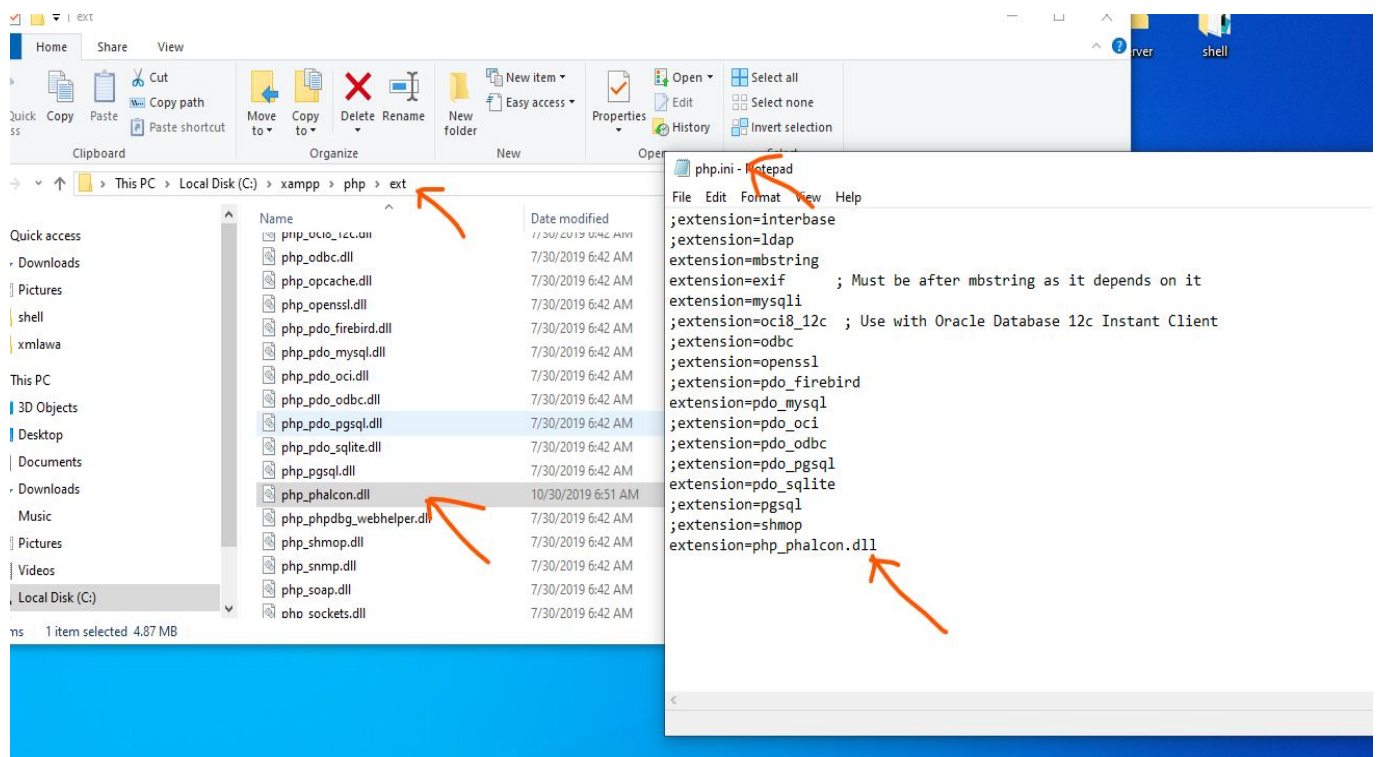 ext
Home Share View
Copy
Paste
Cut
Copy path
Paste shortcut
Move to
Copy to
Delete
Rename
New folder
New item
Easy access
Properties
Open
Edit
History
Select all
Select none
Invert selection
Clipboard
Organize
New
This PC > Local Disk (C:) > xampp > php > ext
Quick access
Downloads
Pictures
shell
xmlawa
This PC
3D Objects
Desktop
Documents
Downloads
Music
Pictures
Videos
Local Disk (C:)
Name Date modified
php_oci8_12c.dll 7/30/2019 6:42 AM
php_odbc.dll 7/30/2019 6:42 AM
php_opcache.dll 7/30/2019 6:42 AM
php_openssl.dll 7/30/2019 6:42 AM
php_pdo_firebird.dll 7/30/2019 6:42 AM
php_pdo_mysql.dll 7/30/2019 6:42 AM
php_pdo_oci.dll 7/30/2019 6:42 AM
php_pdo_odbc.dll 7/30/2019 6:42 AM
php_pdo_pgsql.dll 7/30/2019 6:42 AM
php_pdo_sqlite.dll 7/30/2019 6:42 AM
php_pgsql.dll 7/30/2019 6:42 AM
php_phalcon.dll 10/30/2019 6:51 AM
php_phpdbg_webhelper.dll 7/30/2019 6:42 AM
php_shmop.dll 7/30/2019 6:42 AM
php_snmp.dll 7/30/2019 6:42 AM
php_soap.dll 7/30/2019 6:42 AM
php_sockets.dll 7/30/2019 6:42 AM
1 item selected 4.87 MB
shell
php.ini - Notepad
File Edit Format View Help
;extension=interbase
;extension=ldap
extension=mbstring
extension=exif ; Must be after mbstring as it depends on it
extension=mysqli
;extension=oci8_12c ; Use with Oracle Database 12c Instant Client
;extension=odbc
;extension=openssl
;extension=pdo_firebird
extension=pdo_mysql
;extension=pdo_oci
;extension=pdo_odbc
;extension=pdo_pgsql
extension=pdo_sqlite
;extension=pgsql
;extension=shmop
extension=php_phalcon.dll